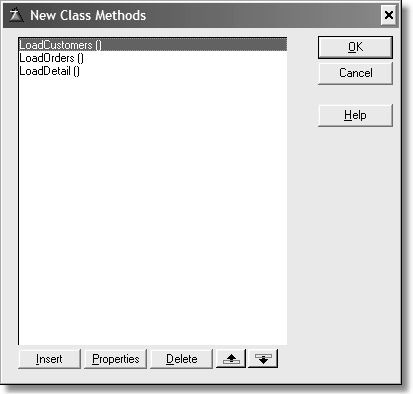 New Class Methods
LoadCustomers ()
LoadOrders ()
LoadDetail ()
OK
Cancel
Help
Insert
Properties
Delete